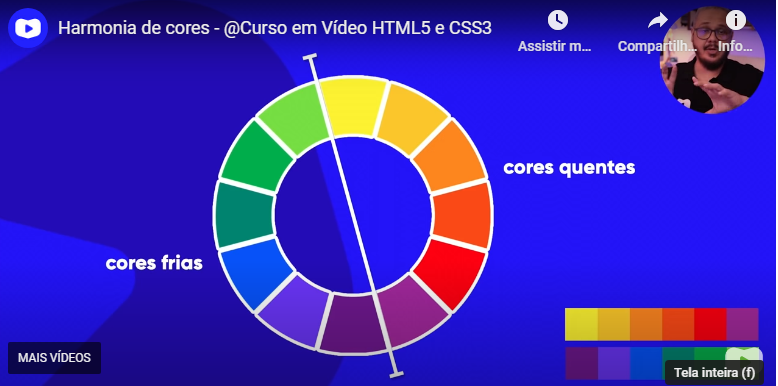 Harmonia de cores - @Curso em Vídeo HTML5 e CSS3
Assistir m...
Compartilh...
Info...
cores quentes
cores frias
MAIS VÍDEOS
Tela inteira (f)